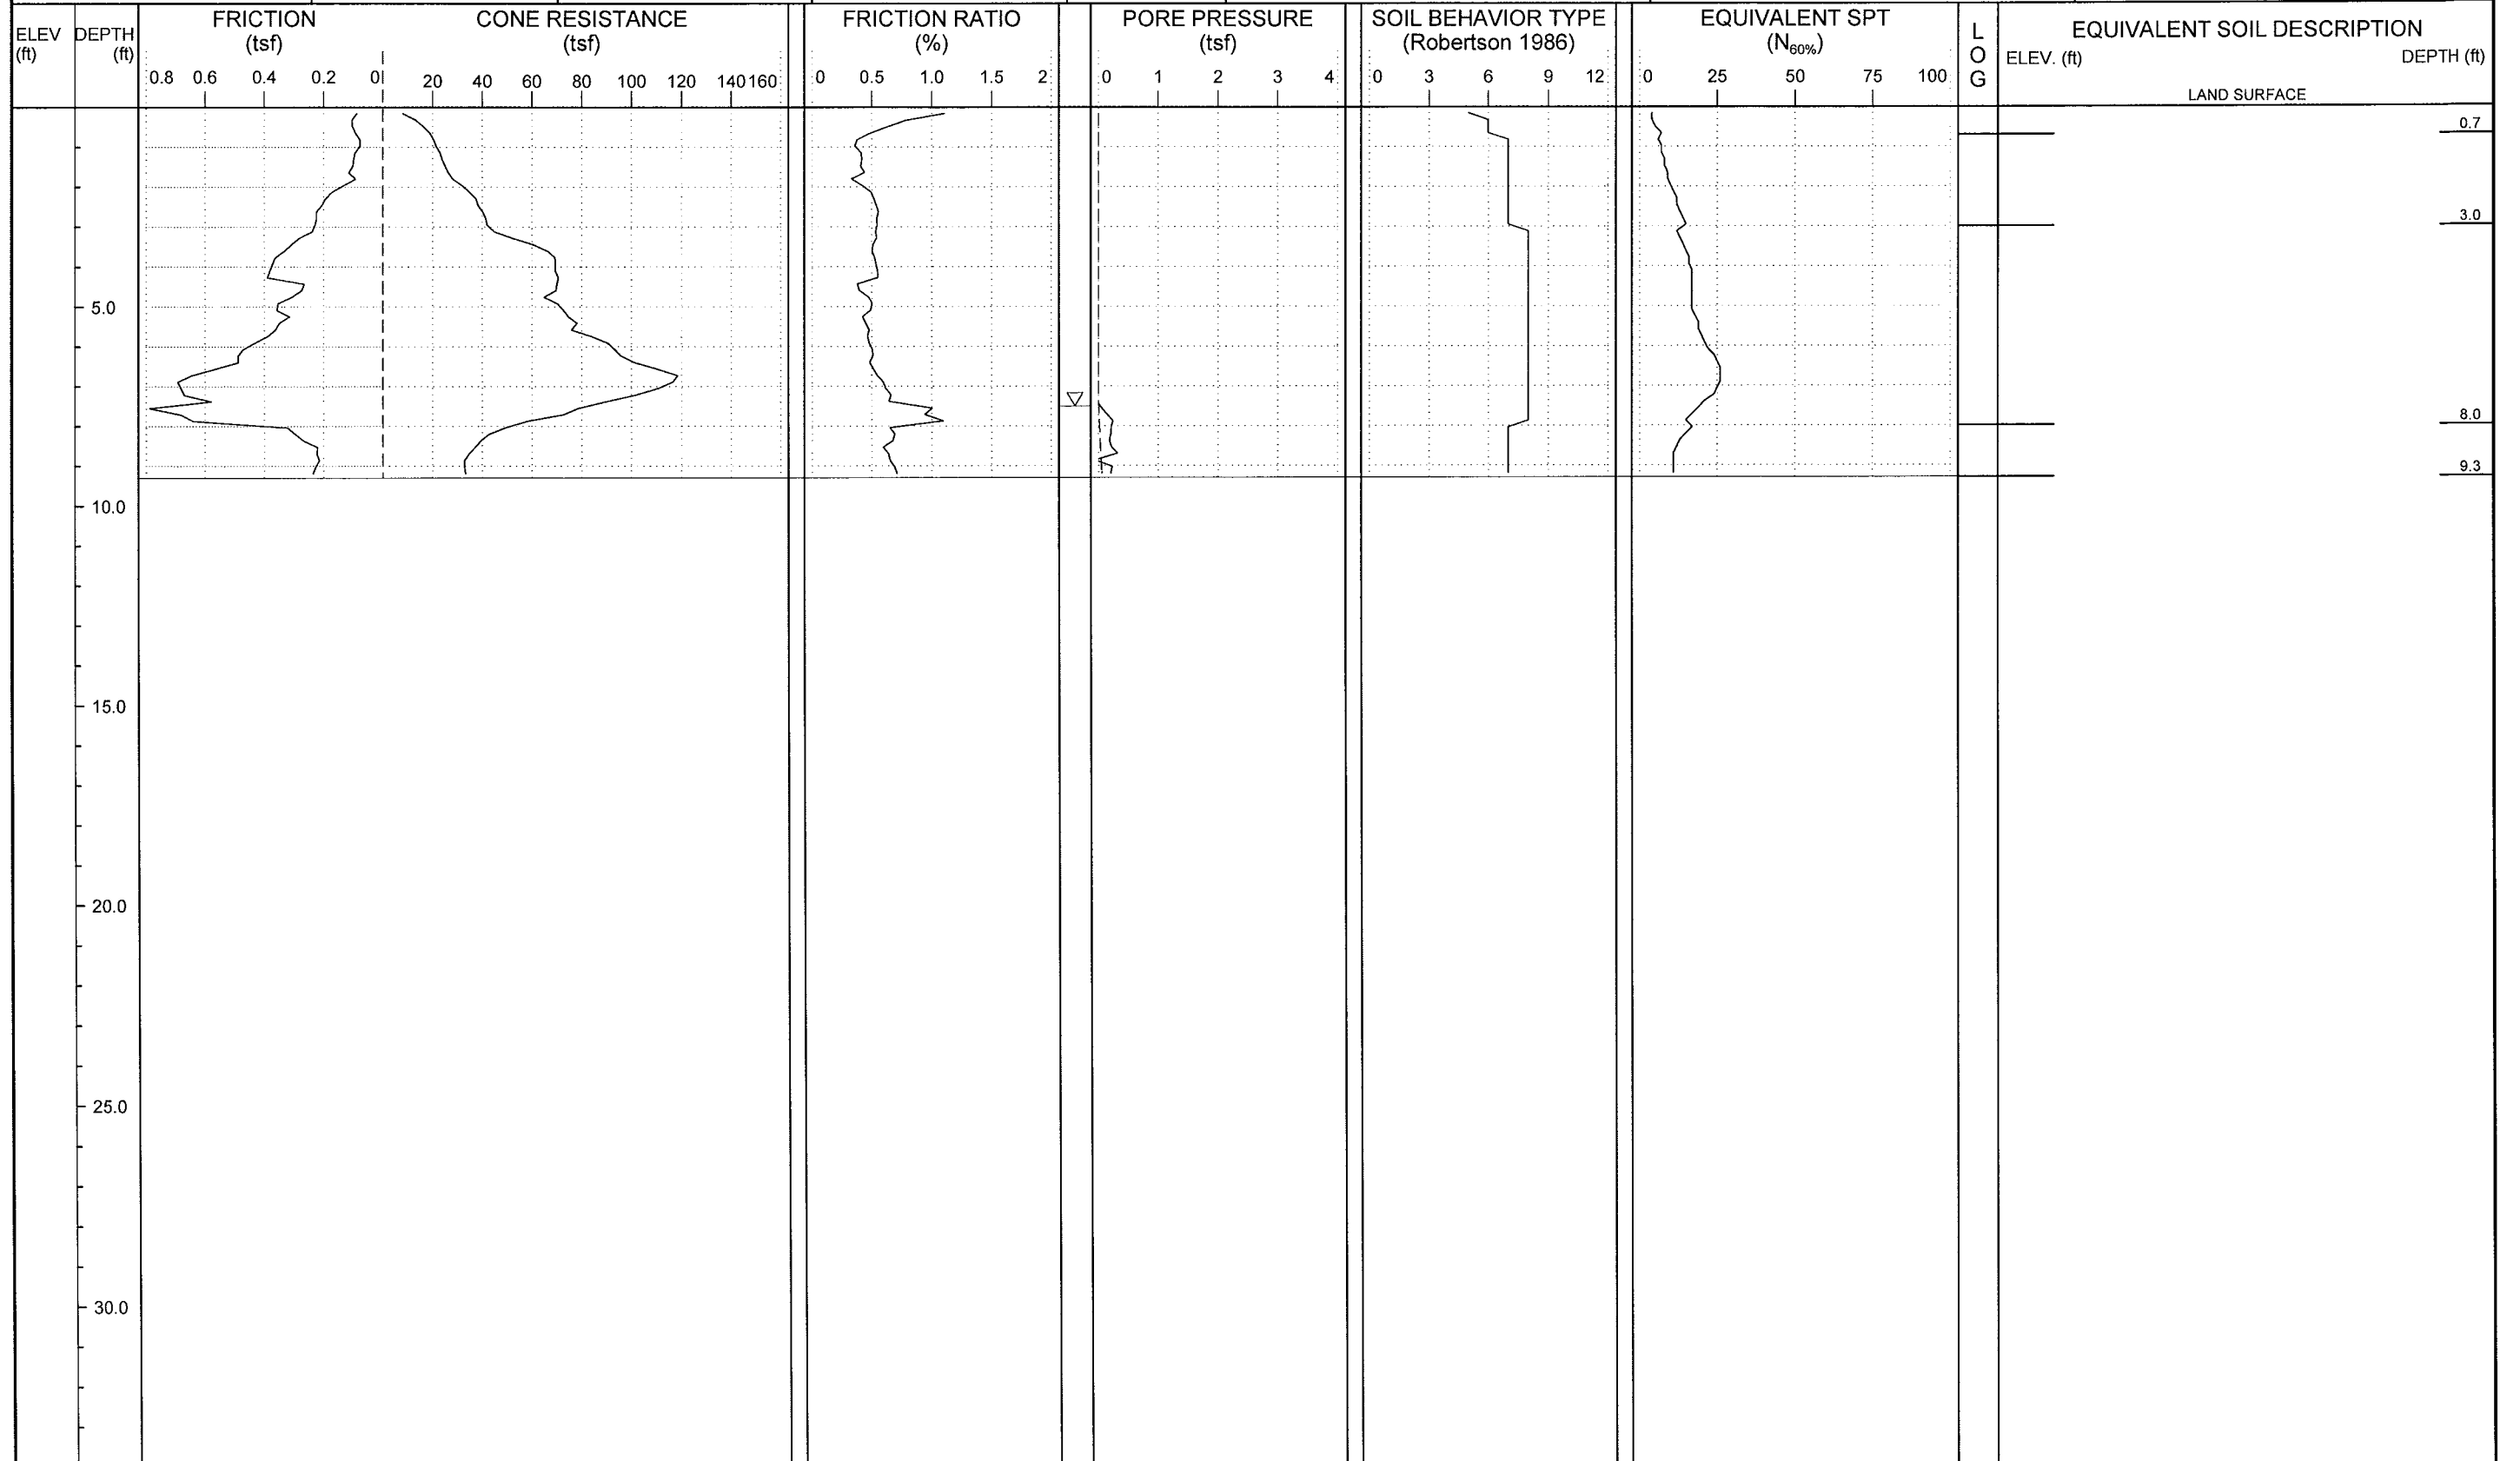 ELEV (ft)
DEPTH (ft)
FRICTION (tsf)
0.8 0.6 0.4 0.2 0
CONE RESISTANCE (tsf)
20 40 60 80 100 120 140 160
FRICTION RATIO (%)
0 0.5 1.0 1.5 2
PORE PRESSURE (tsf)
0 1 2 3 4
SOIL BEHAVIOR TYPE (Robertson 1986)
0 3 6 9 12
EQUIVALENT SPT (N60%)
0 25 50 75 100
LOG
EQUIVALENT SOIL DESCRIPTION
ELEV. (ft) DEPTH (ft)
LAND SURFACE
0.7
3.0
8.0
9.3
5.0
10.0
15.0
20.0
25.0
30.0